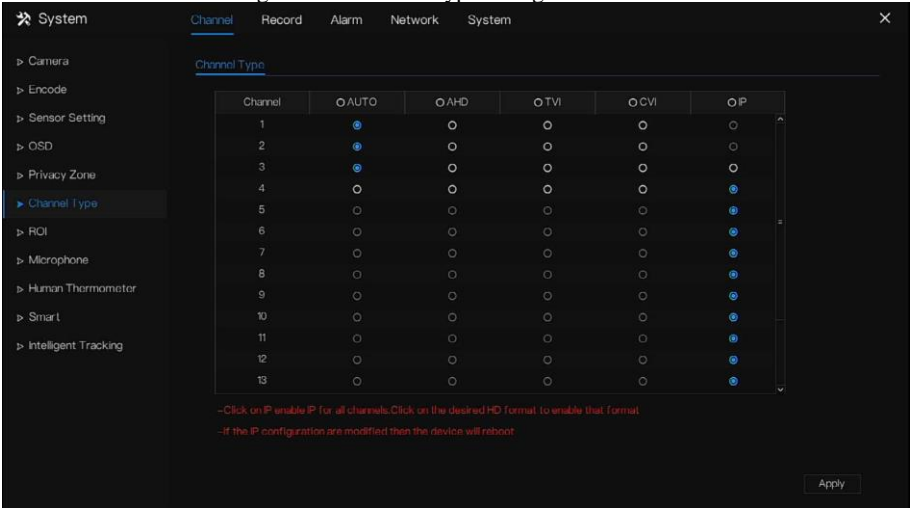 System
Channel Record Alarm Network System
Camera
Channel Type
Encode
Channel AUTO AHD TVI CVI IP
Sensor Setting
1
OSD
2
Privacy Zone
3
Channel Type
4
5
ROI
6
Microphone
7
8
Human Thermometer
9
Smart
10
Intelligent Tracking
11
12
13
-Click on IP enable IP for all channels.Click on the desired HD format to enable that format
-If the IP configuration are modified then the device will reboot
Apply